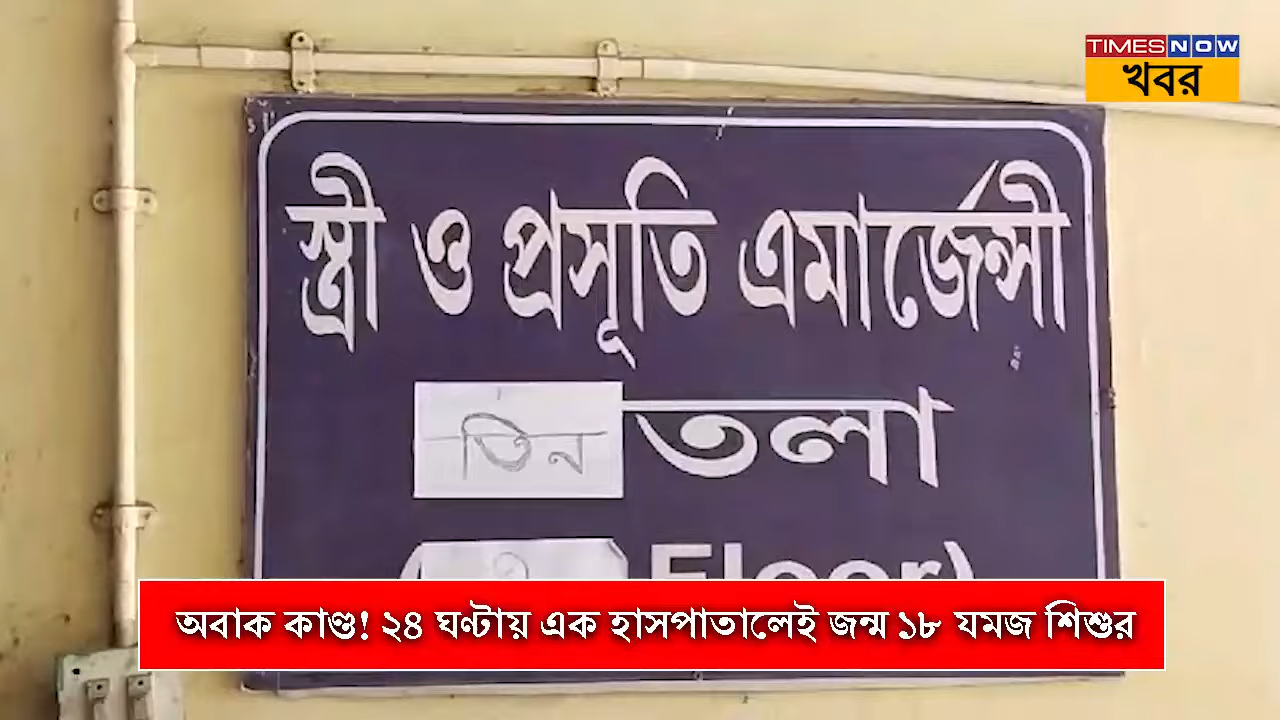 TIMES NOW
খবর
স্ত্রী ও প্রসূতি এমার্জেন্সী
তিন তলা
Floor)
অবাক কাণ্ড! ২৪ ঘণ্টায় এক হাসপাতালেই জন্ম ১৮ যমজ শিশুর